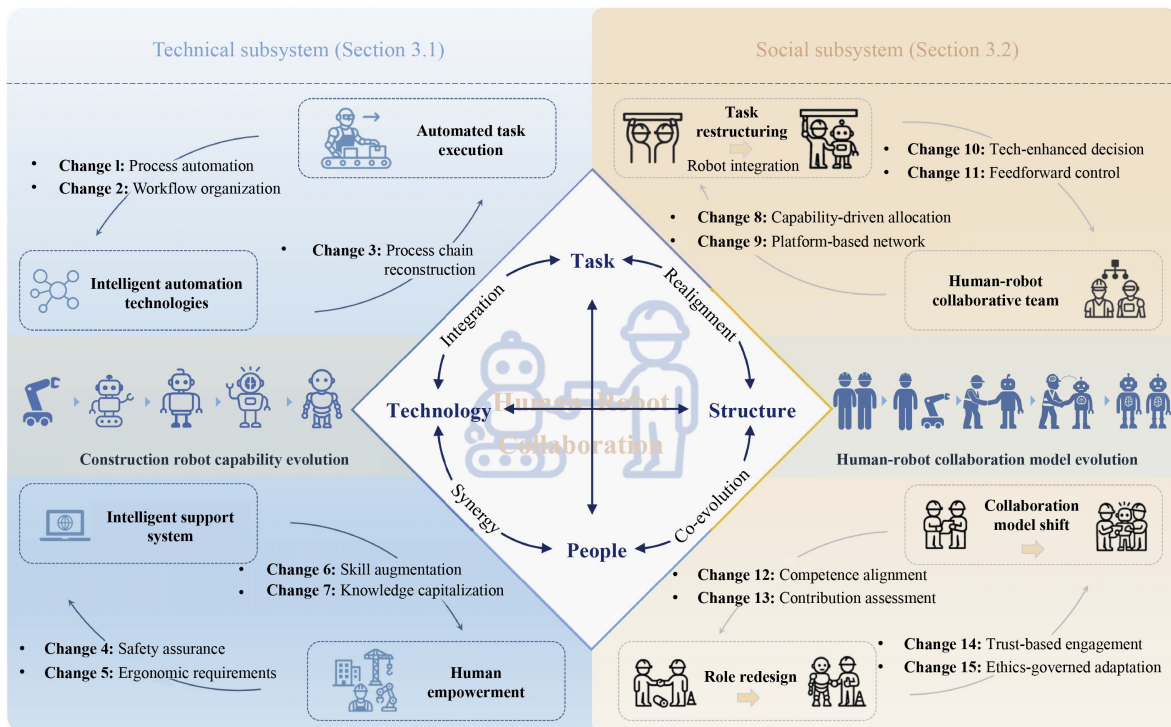 Technical subsystem (Section 3.1)
Social subsystem (Section 3.2)
Automated task
execution
• Change l: Process automation
• Change 2: Workflow organization
• Change 3: Process chain
reconstruction
Intelligent automation
technologies
Task
restructuring
Robot integration
• Change 10: Tech-enhanced decision
• Change 11: Feedforward control
• Change 8: Capability-driven allocation
• Change 9: Platform-based network
Human-robot
collaborative team
Task
Integration
Realignment
Technology
Human-Robot
Collaboration
Structure
Synergy
Co-evolution
People
Construction robot capability evolution
Human-robot collaboration model evolution
Intelligent support
system
• Change 6: Skill augmentation
• Change 7: Knowledge capitalization
• Change 4: Safety assurance
• Change 5: Ergonomic requirements
Human
empowerment
Collaboration
model shift
• Change 12: Competence alignment
• Change 13: Contribution assessment
• Change 14: Trust-based engagement
• Change 15: Ethics-governed adaptation
Role redesign